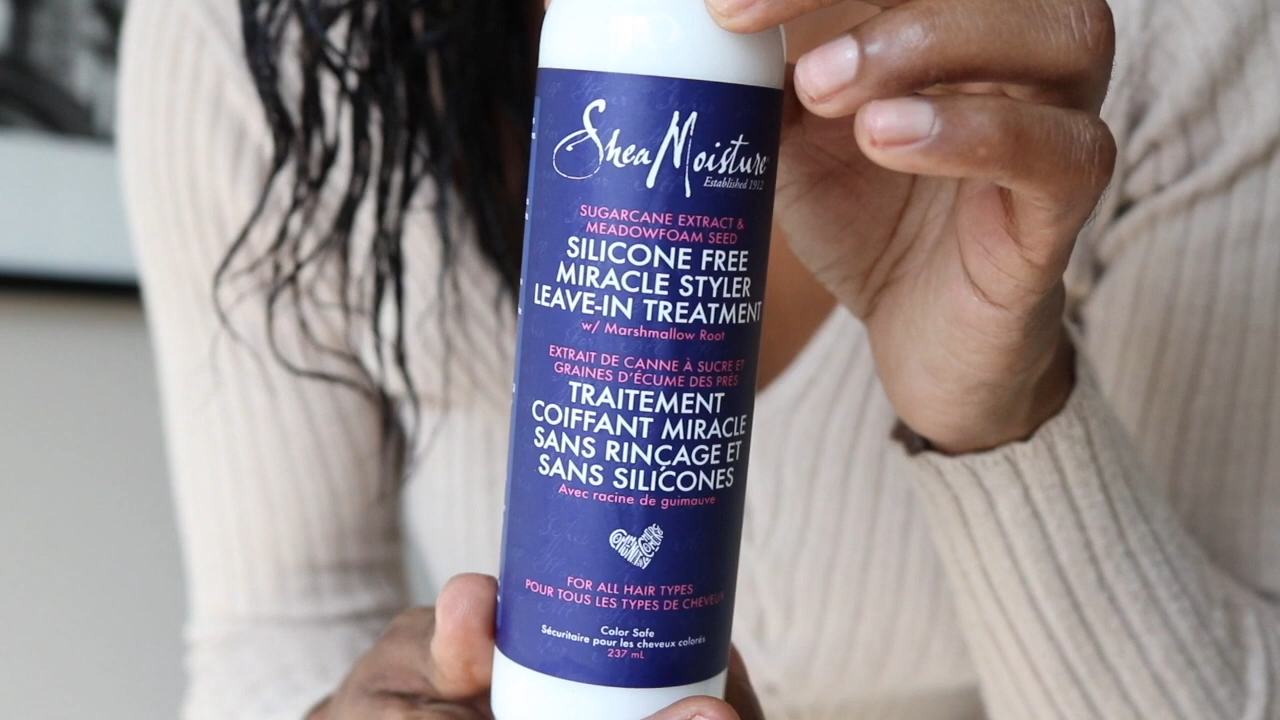 SheaMoisture
Established 1912
SUGARCANE EXTRACT &
MEADOWFOAM SEED
SILICONE FREE
MIRACLE STYLER
LEAVE-IN TREATMENT
w/ Marshmallow Root
EXTRAIT DE CANNE À SUCRE ET
GRAINES D'ÉCUME DES PRÉS
TRAITEMENT
COIFFANT MIRACLE
SANS RINÇAGE ET
SANS SILICONES
Avec racine de guimauve
FOR ALL HAIR TYPES
POUR TOUS LES TYPES DE CHEVEUX
Color Safe
Sécuritaire pour les cheveux colorés
237 mL